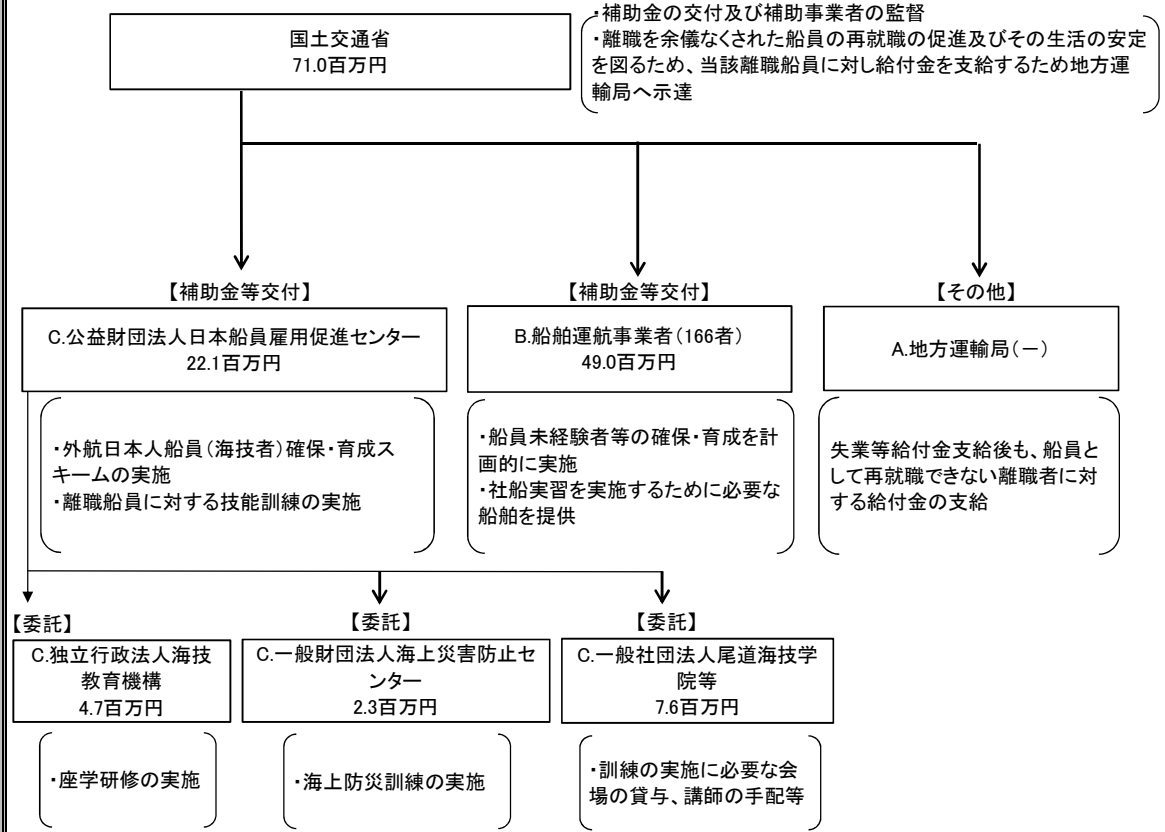 国土交通省
71.0百万円
・補助金の交付及び補助事業者の監督
・離職を余儀なくされた船員の再就職の促進及びその生活の安定
を図るため、当該離職船員に対し給付金を支給するため地方運
輸局へ示達
【補助金等交付】
C.公益財団法人日本船員雇用促進センター
22.1百万円
・外航日本人船員(海技者)確保・育成ス
キームの実施
・離職船員に対する技能訓練の実施
【補助金等交付】
B.船舶運航事業者(166者)
49.0百万円
・船員未経験者等の確保・育成を計
画的に実施
・社船実習を実施するために必要な
船舶を提供
【その他】
A.地方運輸局(-)
失業等給付金支給後も、船員と
して再就職できない離職者に対
する給付金の支給
【委託】
C.独立行政法人海技
教育機構
4.7百万円
・座学研修の実施
【委託】
C.一般財団法人海上災害防止セ
ンター
2.3百万円
・海上防災訓練の実施
【委託】
C.一般社団法人尾道海技学
院等
7.6百万円
・訓練の実施に必要な会
場の貸与、講師の手配等